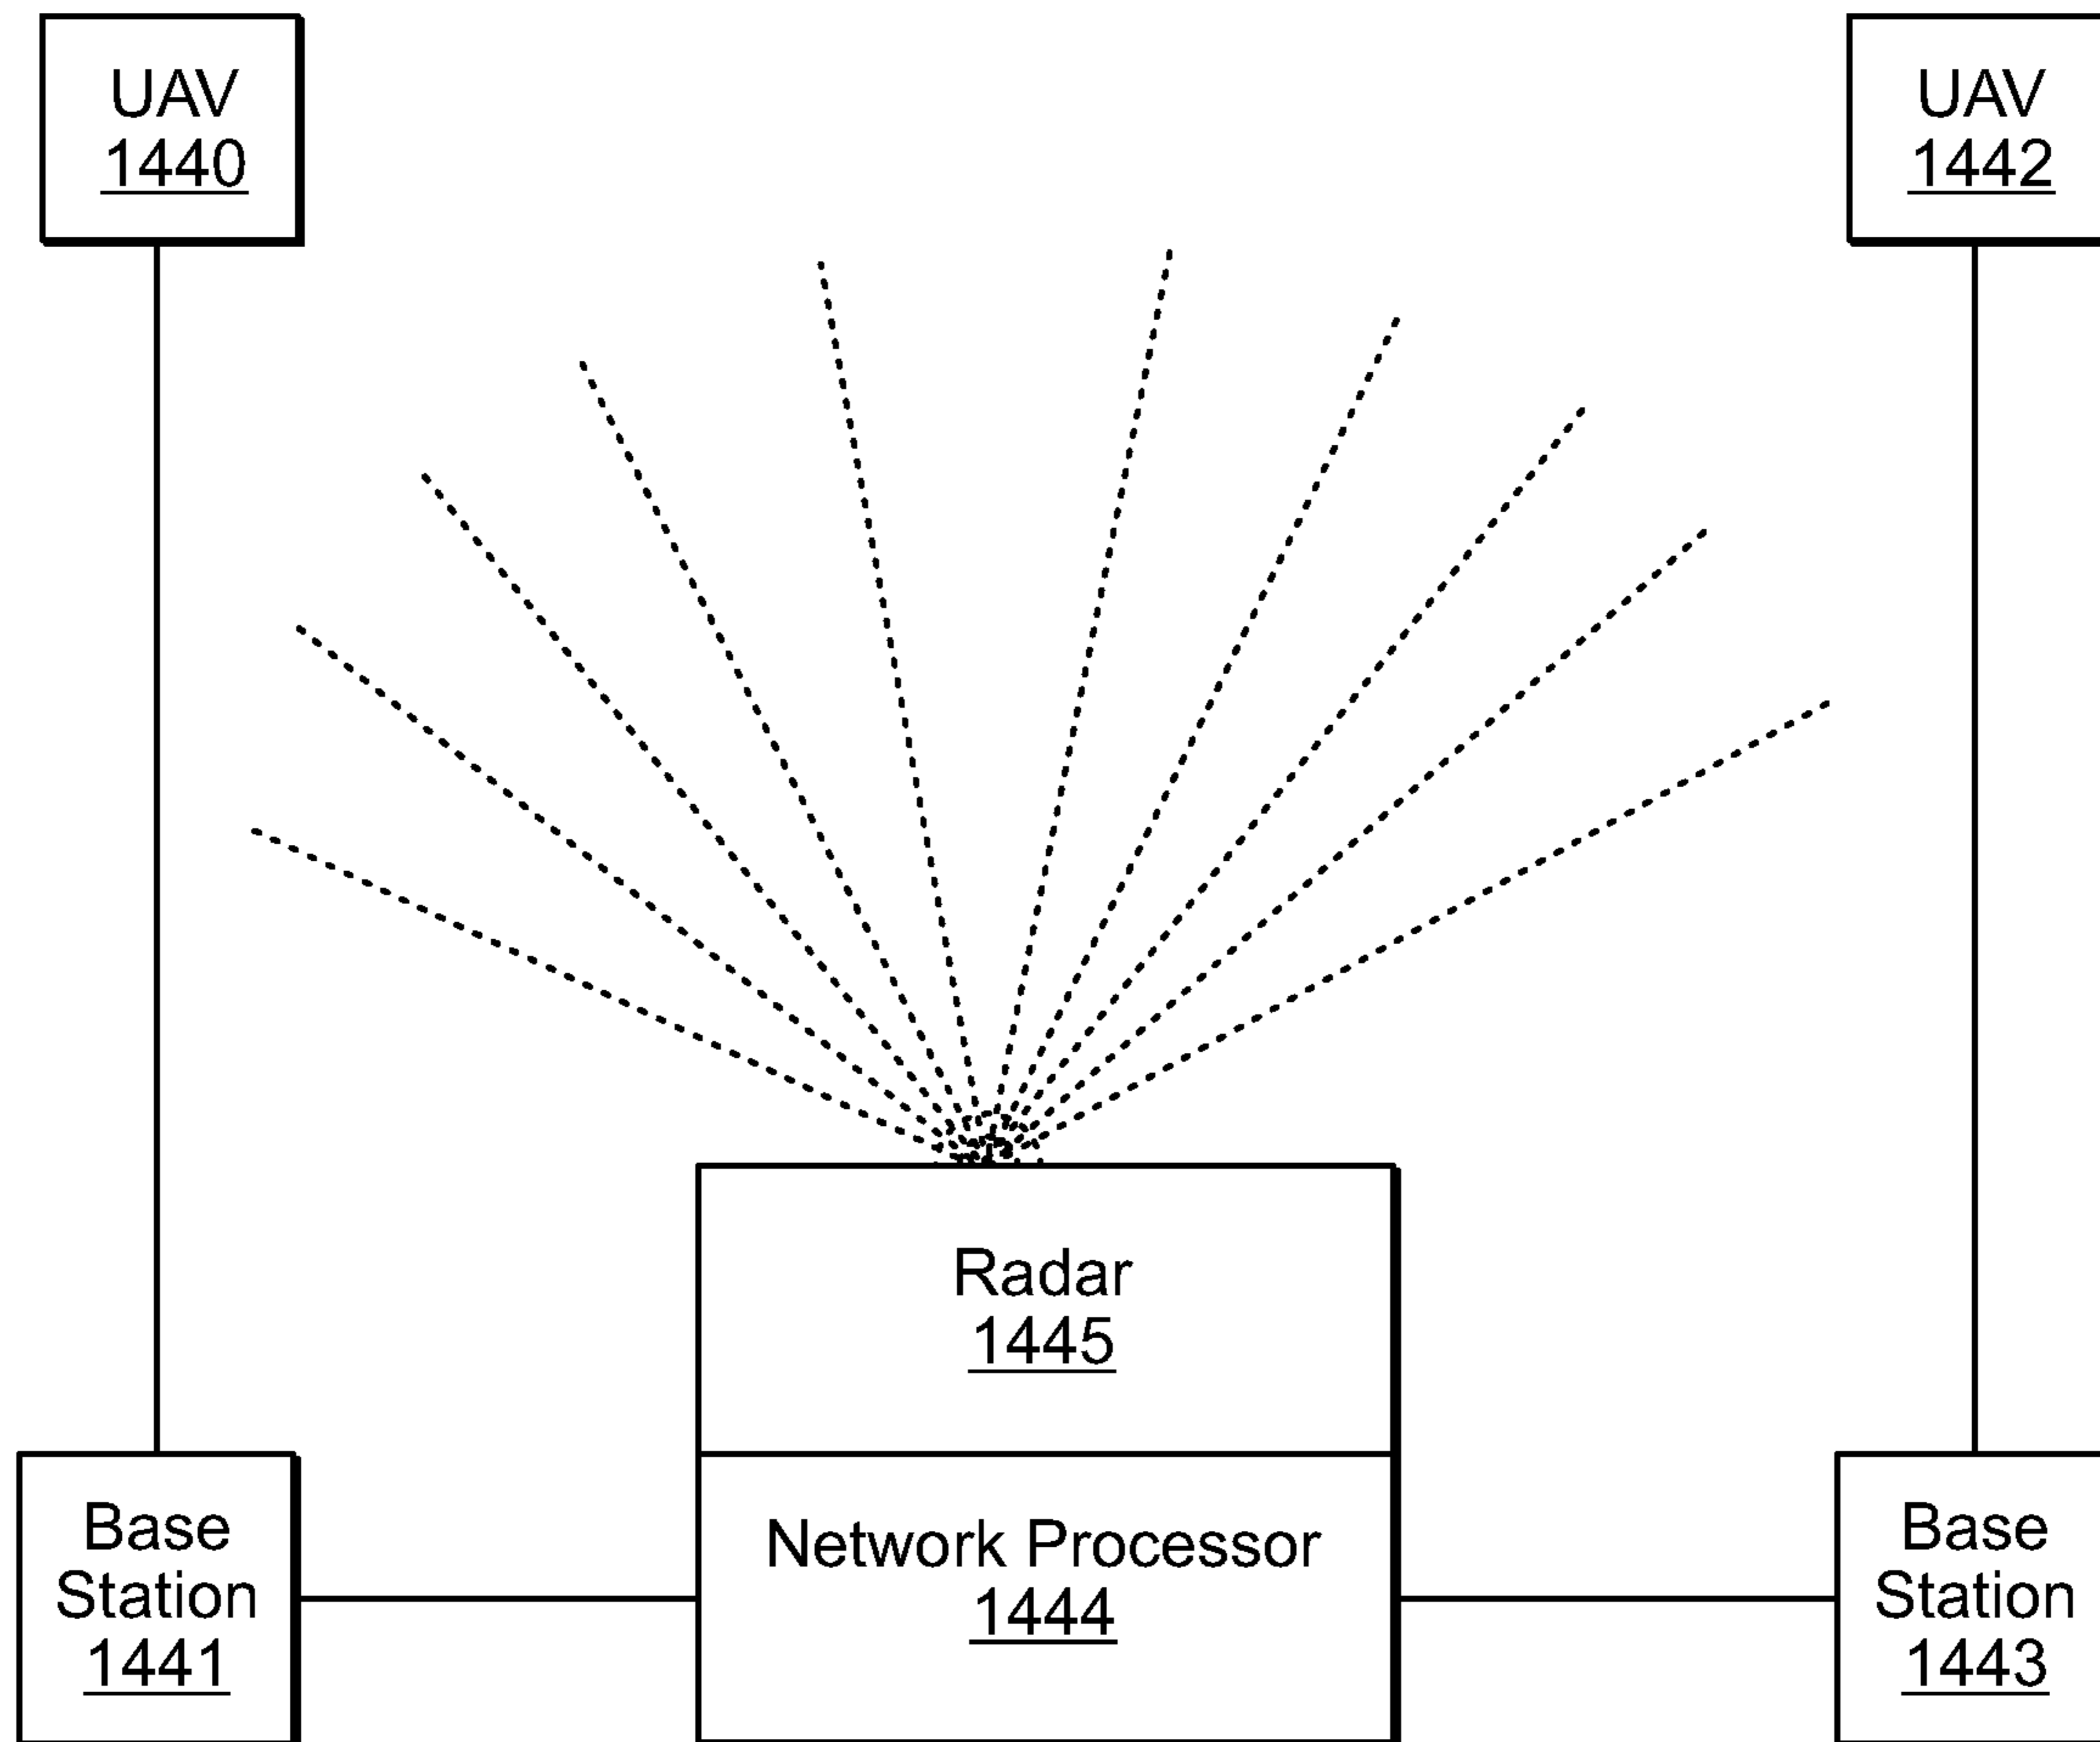 UAV
1440
UAV
1442
Radar
1445
Base
Station
1441
Network Processor
1444
Base
Station
1443